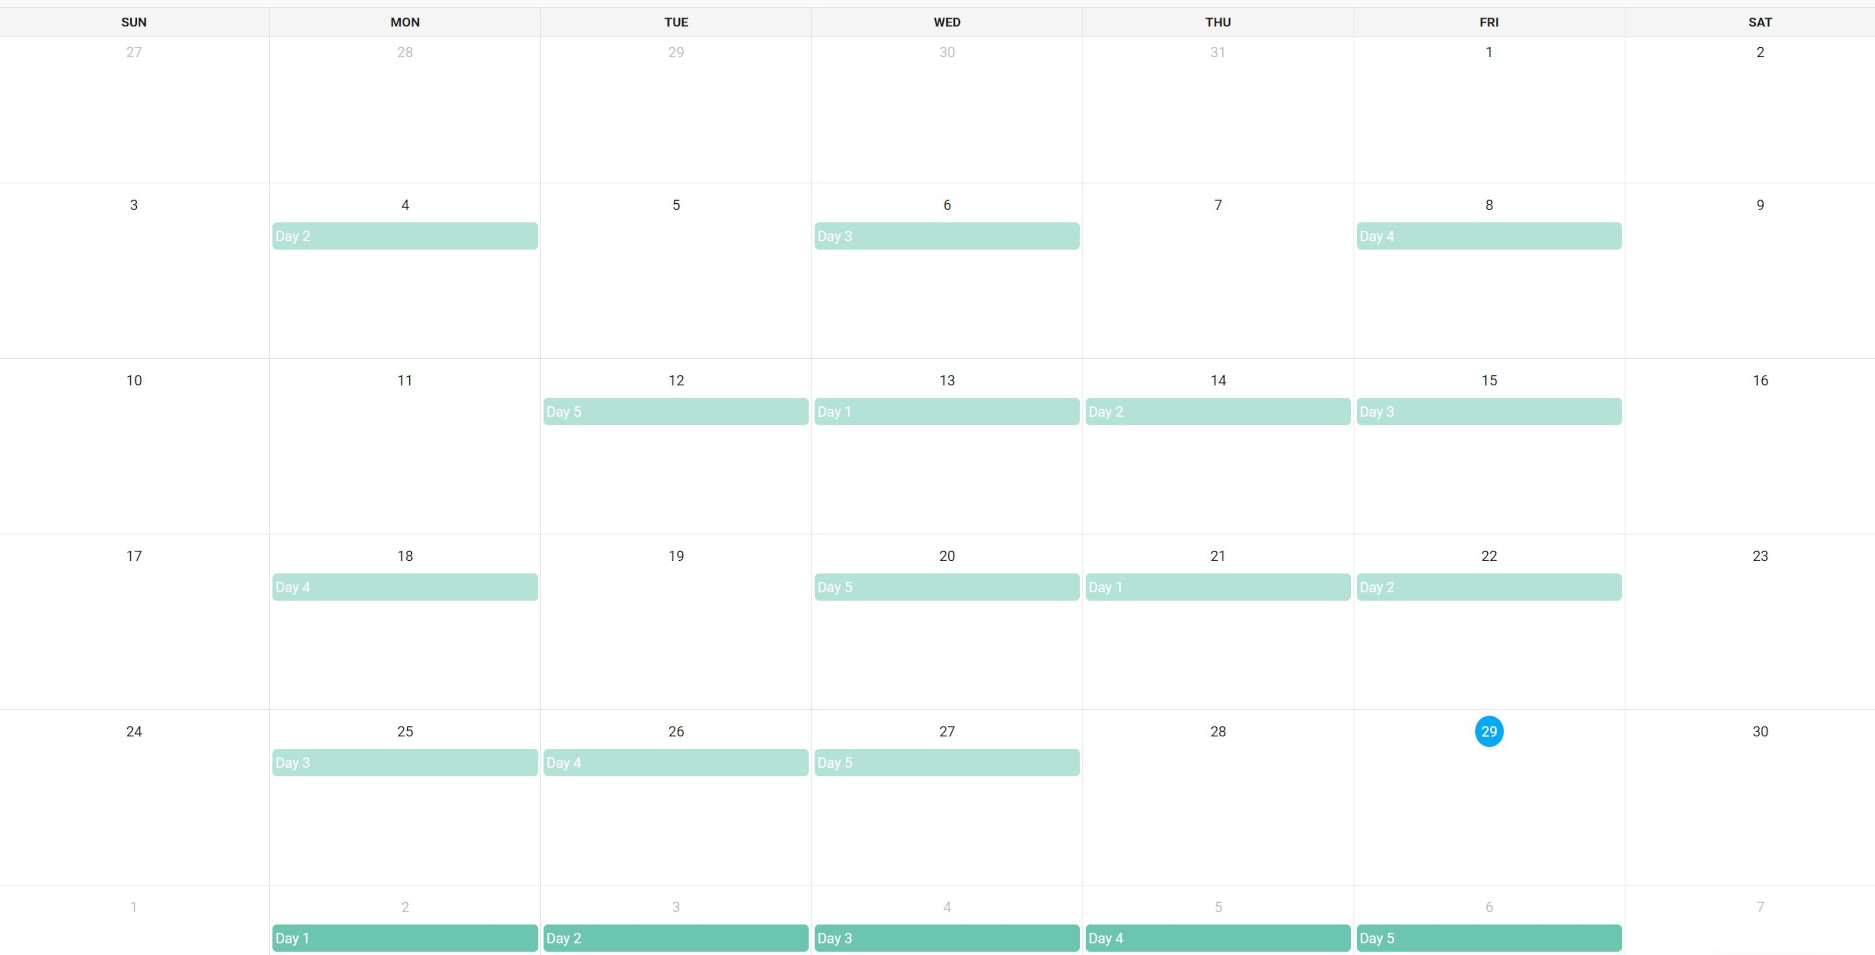 SUN MON TUE WED THU FRI SAT
27 28 29 30 31 1 2
3 4 5 6 7 8 9
Day 2 Day 3 Day 4
10 11 12 13 14 15 16
Day 5 Day 1 Day 2 Day 3
17 18 19 20 21 22 23
Day 4 Day 5 Day 1 Day 2
24 25 26 27 28 29 30
Day 3 Day 4 Day 5
1 2 3 4 5 6 7
Day 1 Day 2 Day 3 Day 4 Day 5